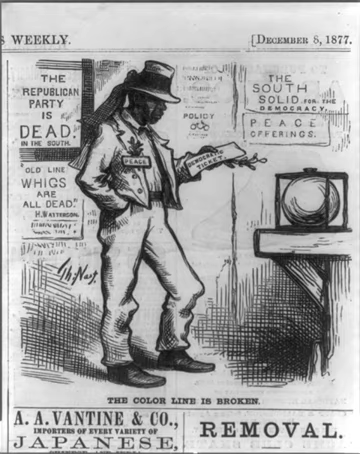 S WEEKLY.
[DECEMBER 8, 1877.
THE
REPUBLICAN
PARTY
IS
DEAD.
IN THE SOUTH.
"OLD LINE
WHIGS
ARE
ALL DEAD."
H. WATTERSON.
POLICY
THE
SOUTH
SOLID FOR THE
DEMOCRACY.
PEACE
OFFERINGS.
PEACE
DEMOCRATIC
TICKET.
Th: Nast.
THE COLOR LINE IS BROKEN.
A. A. VANTINE & CO.,
IMPORTERS OF EVERY VARIETY OF
JAPANESE,
REMOVAL.